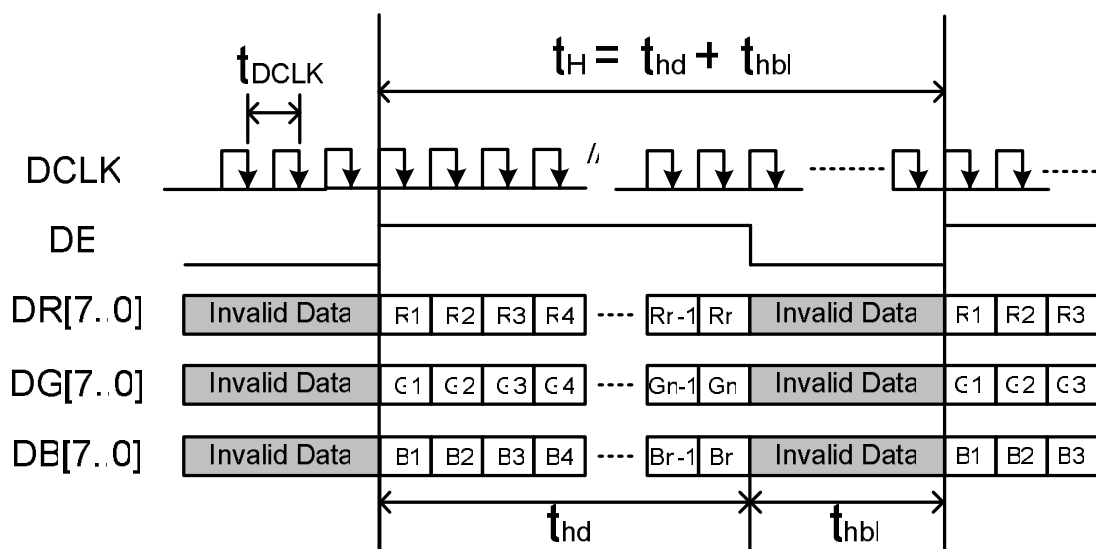 tDCLK
tH = thd + thbl
DCLK
DE
DR[7..0] Invalid Data R1 R2 R3 R4 Rr-1 Rr Invalid Data R1 R2 R3
DG[7..0] Invalid Data G1 G2 G3 G4 Gn-1 Gn Invalid Data G1 G2 G3
DB[7..0] Invalid Data B1 B2 B3 B4 Br-1 Br Invalid Data B1 B2 B3
thd thbl